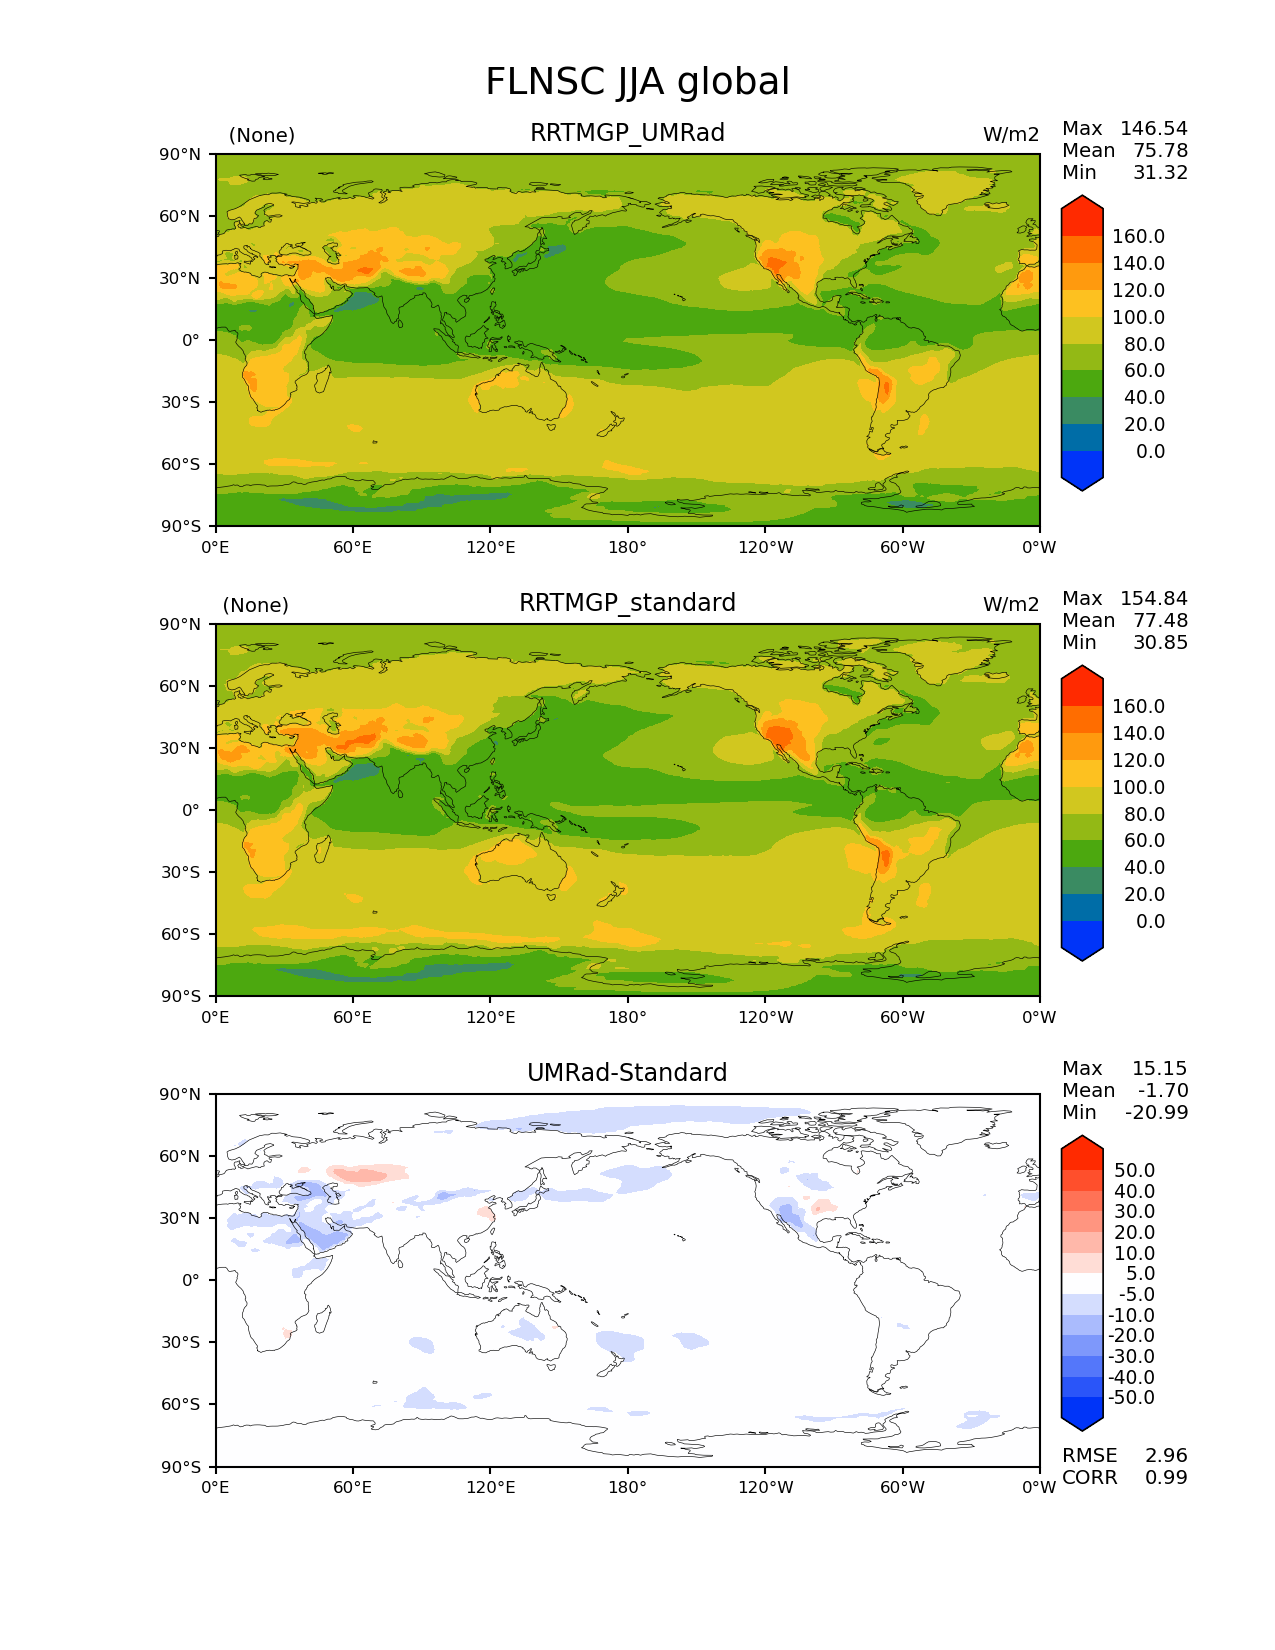 FLNSC JJA global
(None) RRTMGP_UMRad W/m2
Max 146.54
Mean 75.78
Min 31.32
90°N
60°N
30°N
0°
30°S
60°S
90°S
0°E 60°E 120°E 180° 120°W 60°W 0°W
160.0
140.0
120.0
100.0
80.0
60.0
40.0
20.0
0.0
(None) RRTMGP_standard W/m2
Max 154.84
Mean 77.48
Min 30.85
90°N
60°N
30°N
0°
30°S
60°S
90°S
0°E 60°E 120°E 180° 120°W 60°W 0°W
160.0
140.0
120.0
100.0
80.0
60.0
40.0
20.0
0.0
UMRad-Standard
Max 15.15
Mean -1.70
Min -20.99
90°N
60°N
30°N
0°
30°S
60°S
90°S
0°E 60°E 120°E 180° 120°W 60°W 0°W
50.0
40.0
30.0
20.0
10.0
5.0
-5.0
-10.0
-20.0
-30.0
-40.0
-50.0
RMSE 2.96
CORR 0.99